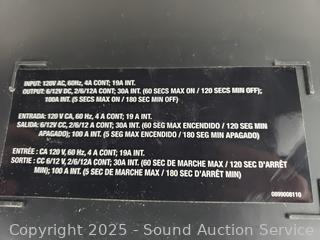 INPUT: 120V AC, 60Hz, 4A CONT; 19A INT.
OUTPUT: 6/12V DC; 2/6/12A CONT; 30A INT. (60 SECS MAX ON / 120 SECS MIN OFF);
100A INT. (5 SECS MAX ON / 180 SEC MIN OFF)
ENTRADA: 120 V CA, 60 Hz, 4 A CONT; 19 A INT.
SALIDA: 6/12V CC, 2/6/12 A CONT; 30A INT (60 SEG MAX ENCENDIDO / 120 SEG MIN
APAGADO); 100 A INT. (5 SEG MAX ENCENDIDO / 180 SEG MIN APAGADO)
ENTRÉE : CA 120 V, 60 Hz, 4 A CONT; 19 A INT.
SORTIE : CC 6/12 V, 2/6/12A CONT; 30A INT. (60 SEC DE MARCHE MAX / 120 SEC D'ARRÊT
MIN); 100 A INT. (5 SEC DE MARCHE MAX / 180 SEC D'ARRÊT MIN)
0899008110
Copyright © 2025 - Sound Auction Service